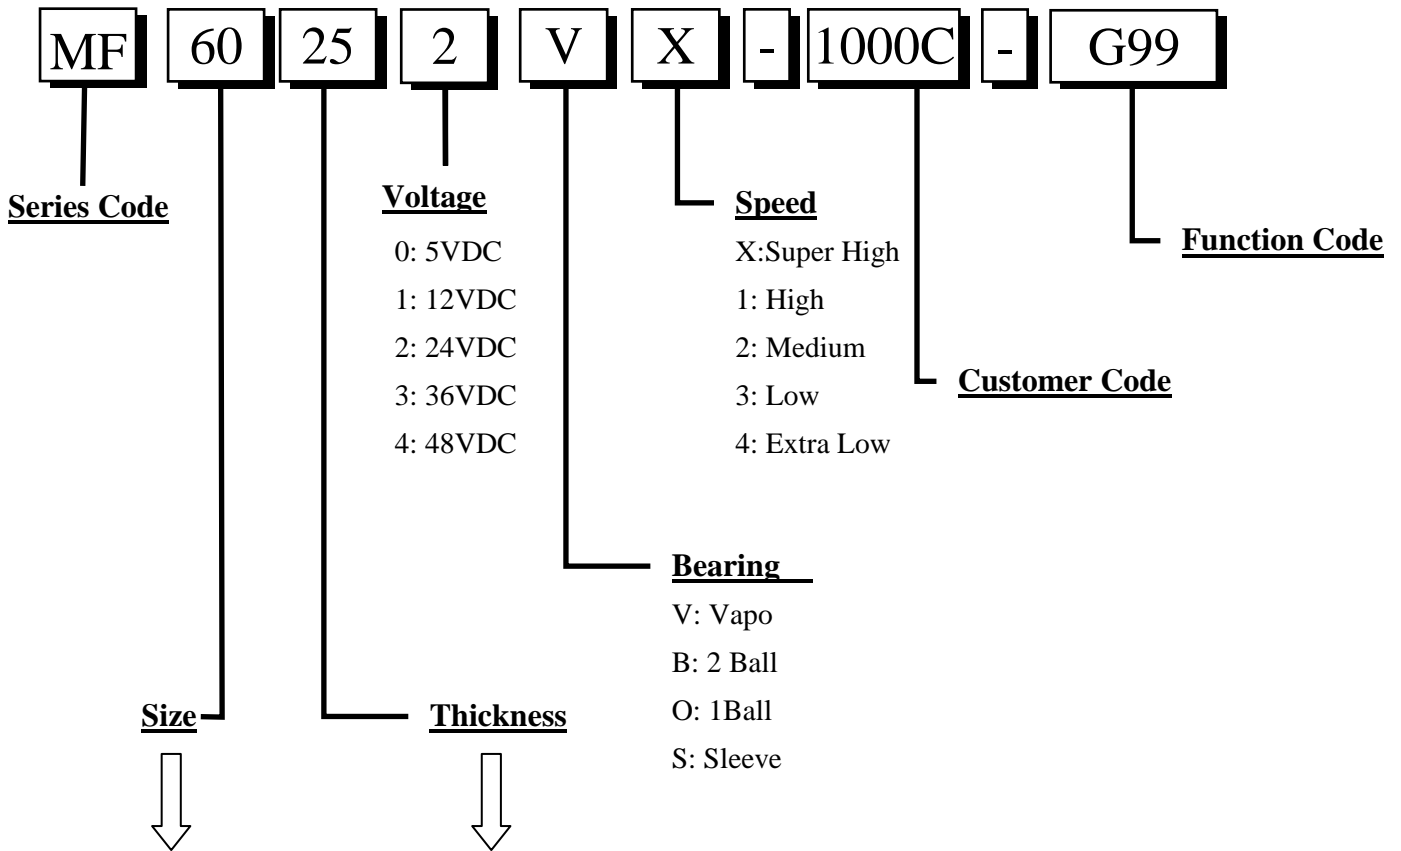 MF 60 25 2 V X - 1000C - G99
Series Code
Voltage
0: 5VDC
1: 12VDC
2: 24VDC
3: 36VDC
4: 48VDC
Speed
X:Super High
1: High
2: Medium
3: Low
4: Extra Low
Function Code
Customer Code
Bearing
V: Vapo
B: 2 Ball
O: 1Ball
S: Sleeve
Size
Thickness